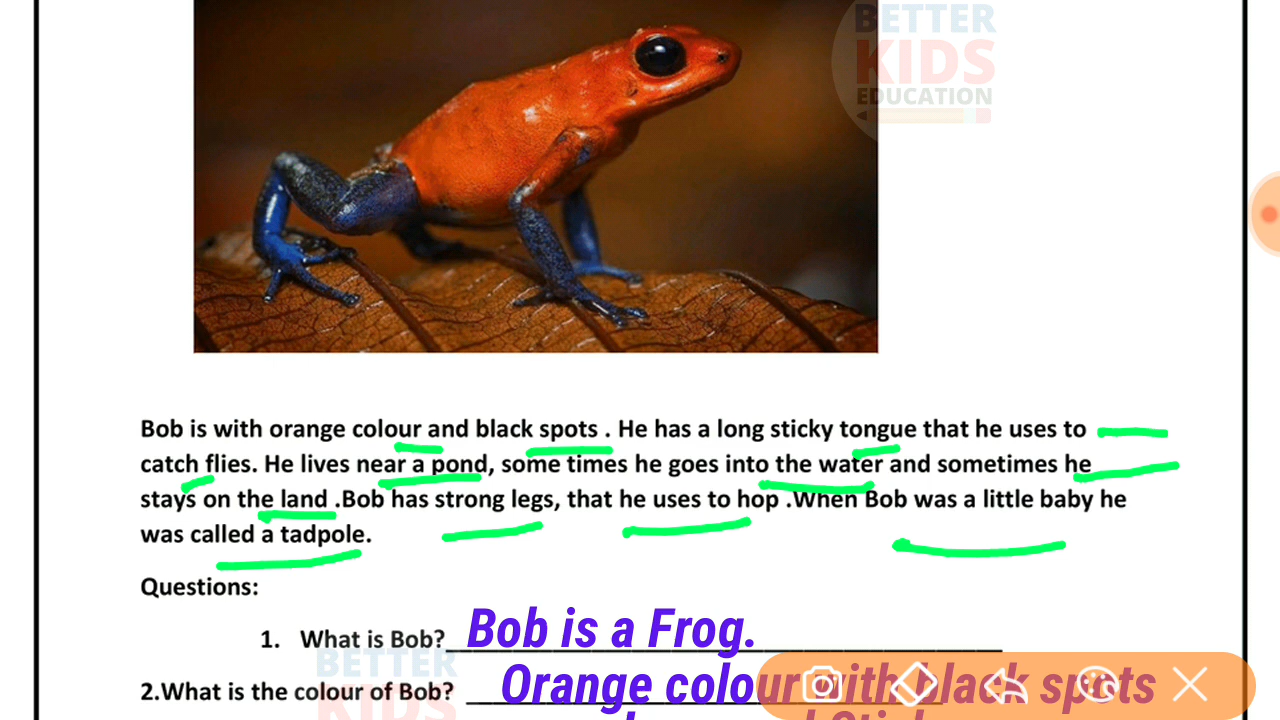 BETTER
KIDS
EDUCATION
Bob is with orange colour and black spots . He has a long sticky tongue that he uses to
catch flies. He lives near a pond, some times he goes into the water and sometimes he
stays on the land .Bob has strong legs, that he uses to hop .When Bob was a little baby he
was called a tadpole.
Questions:
1. What is Bob? Bob is a Frog.
BETTER
KIDS
2.What is the colour of Bob? Orange colour with black spots